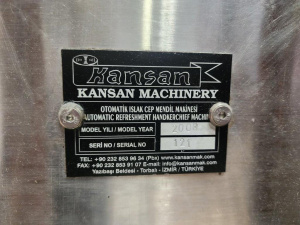 Kansan
KANSAN MACHINERY
OTOMATİK ISLAK CEP MENDİL MAKİNESİ
AUTOMATIC REFRESHMENT HANDKERCHIEF MACHINE
MODEL YILI / MODEL YEAR
SERİ NO / SERIAL NO 121
TEL: +90 232 853 96 34 (Pbx) www.kansanmak.com
FAX: +90 232 853 91 07 E-mail: info@kansanmak.com
Yazıbaşı Beldesi - Torbalı - İZMİR / TÜRKİYE